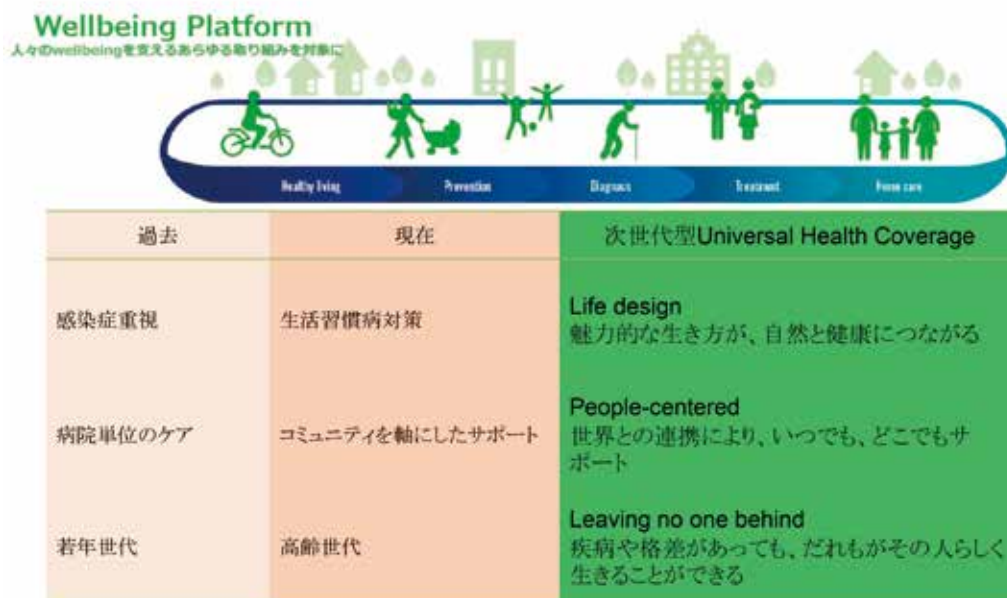 Wellbeing Platform
人々のwellbeingを支えるあらゆる取り組みを対象に
Healthy living
Prevention
Diagnosis
Treatment
Home care
過去
現在
次世代型Universal Health Coverage
感染症重視
生活習慣病対策
Life design
魅力的な生き方が、自然と健康につながる
病院単位のケア
コミュニティを軸にしたサポート
People-centered
世界との連携により、いつでも、どこでもサ
ポート
若年世代
高齢世代
Leaving no one behind
疾病や格差があっても、だれもがその人らしく
生きることができる